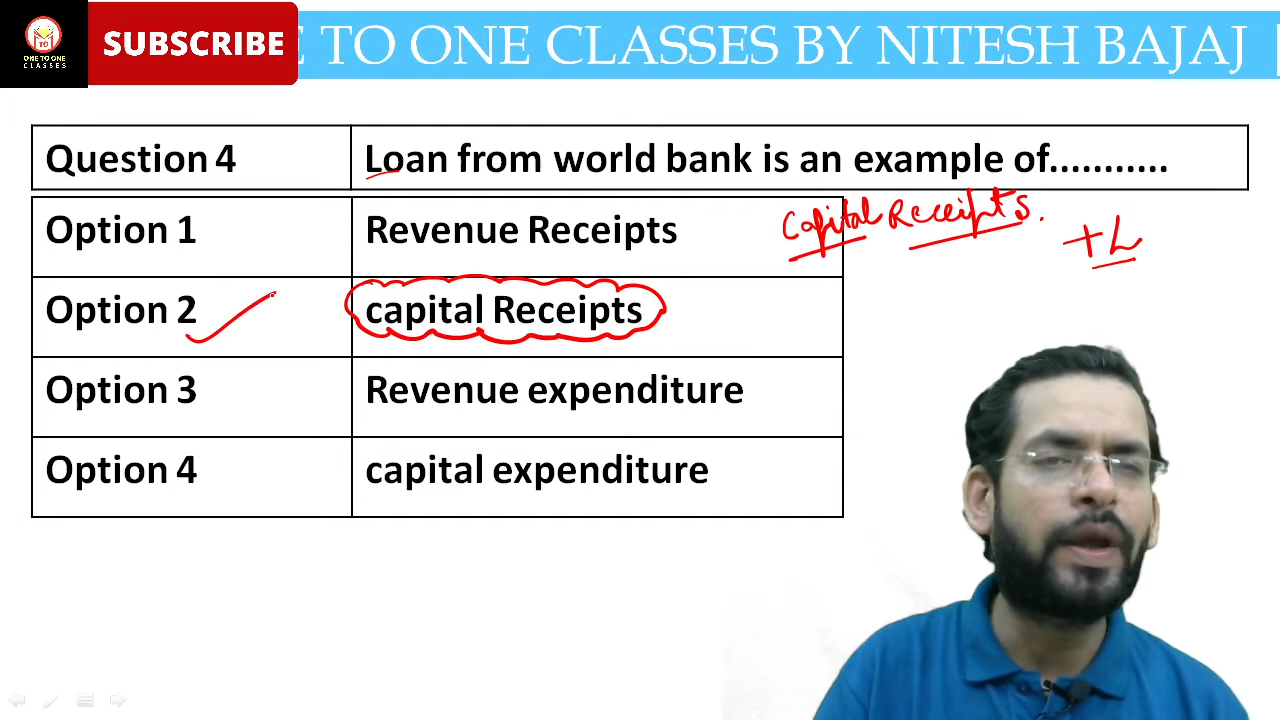 ONE TO ONE
CLASSES
SUBSCRIBE
E TO ONE CLASSES BY NITESH BAJAJ
Question 4 Loan from world bank is an example of...........
Option 1 Revenue Receipts
Capital Receipts.
+L
Option 2 capital Receipts
Option 3 Revenue expenditure
Option 4 capital expenditure